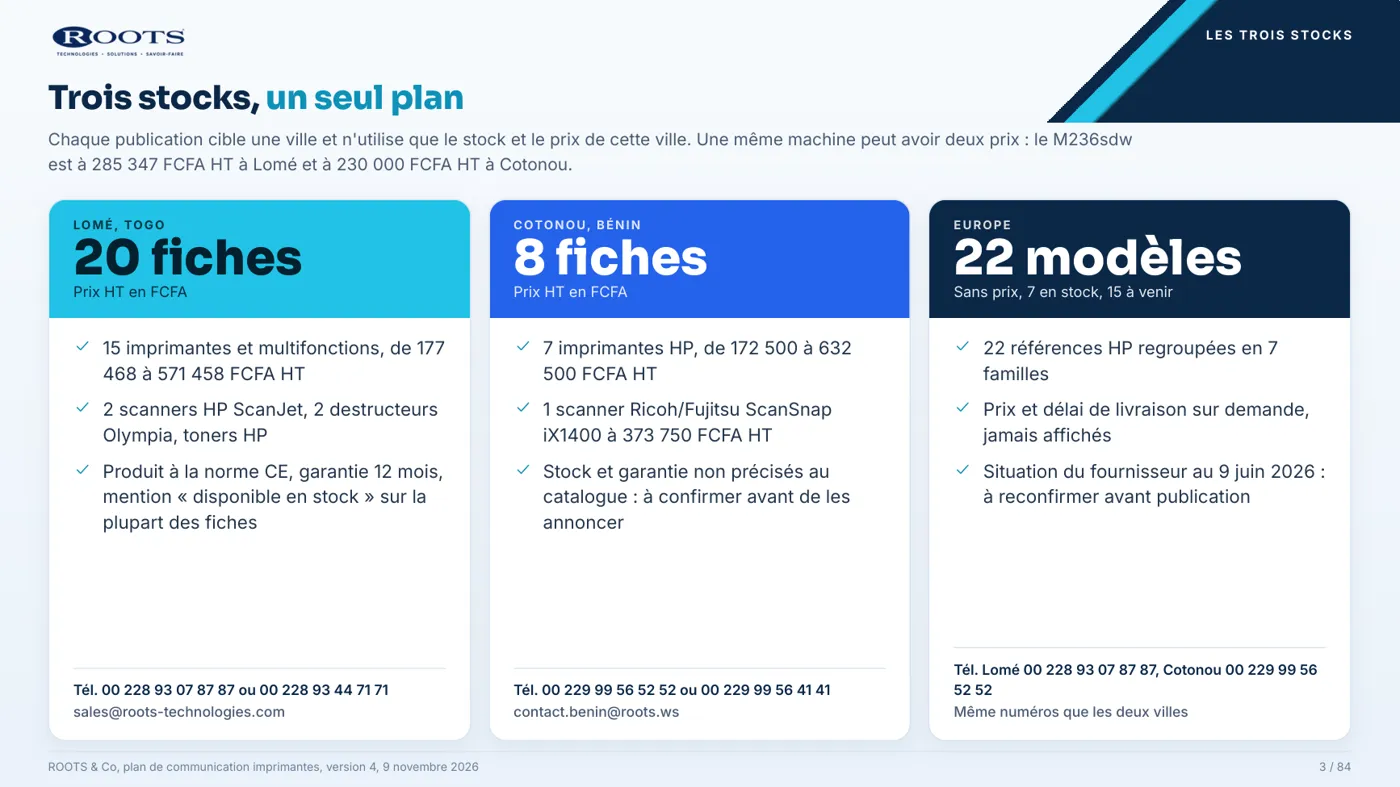 ROOTS
TECHNOLOGIES - SOLUTIONS - SAVOIR-FAIRE
LES TROIS STOCKS
Trois stocks, un seul plan
Chaque publication cible une ville et n'utilise que le stock et le prix de cette ville. Une même machine peut avoir deux prix : le M236sdw
est à 285 347 FCFA HT à Lomé et à 230 000 FCFA HT à Cotonou.
LOMÉ, TOGO
20 fiches
Prix HT en FCFA
15 imprimantes et multifonctions, de 177
468 à 571 458 FCFA HT
2 scanners HP ScanJet, 2 destructeurs
Olympia, toners HP
Produit à la norme CE, garantie 12 mois,
mention « disponible en stock » sur la
plupart des fiches
Tél. 00 228 93 07 87 87 ou 00 228 93 44 71 71
sales@roots-technologies.com
COTONOU, BÉNIN
8 fiches
Prix HT en FCFA
7 imprimantes HP, de 172 500 à 632
500 FCFA HT
1 scanner Ricoh/Fujitsu ScanSnap
iX1400 à 373 750 FCFA HT
Stock et garantie non précisés au
catalogue : à confirmer avant de les
annoncer
Tél. 00 229 99 56 52 52 ou 00 229 99 56 41 41
contact.benin@roots.ws
EUROPE
22 modèles
Sans prix, 7 en stock, 15 à venir
22 références HP regroupées en 7
familles
Prix et délai de livraison sur demande,
jamais affichés
Situation du fournisseur au 9 juin 2026 :
à reconfirmer avant publication
Tél. Lomé 00 228 93 07 87 87, Cotonou 00 229 99 56
52 52
Même numéros que les deux villes
ROOTS & Co, plan de communication imprimantes, version 4, 9 novembre 2026
3 / 84